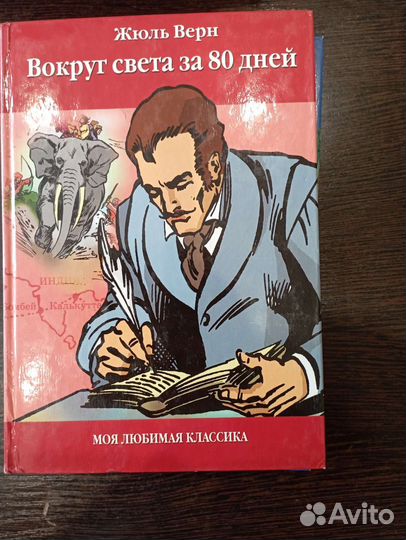 Жюль Верн
Вокруг света за 80 дней
ИНДИЯ
Бомбей
Калькутта
МОЯ ЛЮБИМАЯ КЛАССИКА
Avito